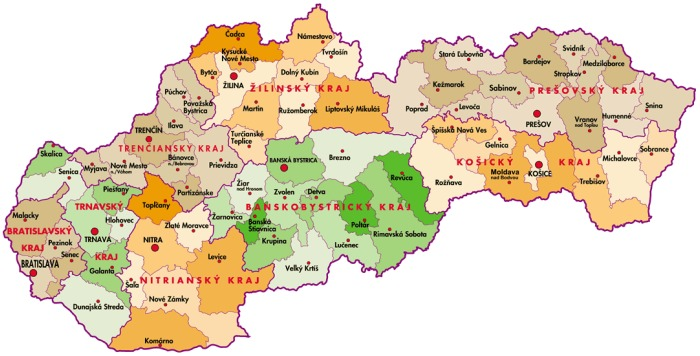 Čadca
Kysucké
Nové Mesto
Námestovo
Tvrdošín
Bytča
ŽILINA
Dolný Kubín
ŽILINSKÝ KRAJ
Martin
Ružomberok
Liptovský Mikuláš
Turčianske
Teplice
Púchov
Považská
Bystrica
Ilava
TRENČÍN
TRENČIANSKY KRAJ
Myjava
Nové Mesto
n./Váhom
Bánovce
n./Bebravou
Prievidza
Partizánske
Stará Ľubovňa
Bardejov
Svidník
Stropkov
Medzilaborce
Kežmarok
Sabinov
PREŠOVSKÝ KRAJ
Poprad
Levoča
PREŠOV
Vranov
nad Topľou
Humenné
Snina
Spišská Nová Ves
Gelnica
KOŠICKÝ KRAJ
Rožňava
Moldava
nad Bodvou
KOŠICE
Trebišov
Michalovce
Sobrance
Skalica
Senica
Piešťany
TRNAVSKÝ
KRAJ
Hlohovec
TRNAVA
Galanta
Dunajská Streda
Malacky
BRATISLAVSKÝ
KRAJ
Pezinok
Senec
BRATISLAVA
Topľčany
Zlaté Moravce
NITRA
Levice
NITRIANSKY KRAJ
Šaľa
Nové Zámky
Komárno
BANSKÁ BYSTRICA
Brezno
Žiar
nad Hronom
Zvolen
Detva
Revúca
BANSKOBYSTRICKÝ KRAJ
Žarnovica
Banská
Štiavnica
Krupina
Poltár
Rimavská Sobota
Lučenec
Veľký Krtíš